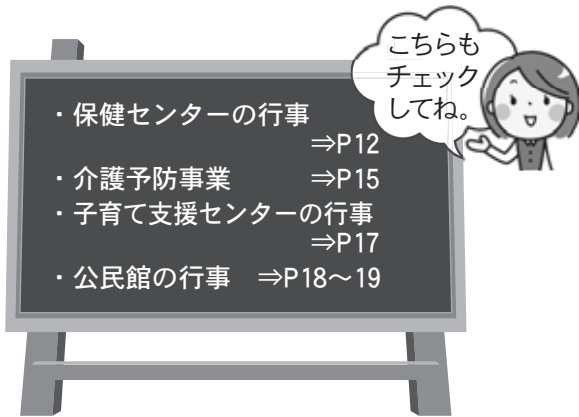 こちらも
チェック
してね。
・保健センターの行事
⇒P12
・介護予防事業　⇒P15
・子育て支援センターの行事
⇒P17
・公民館の行事　⇒P18～19